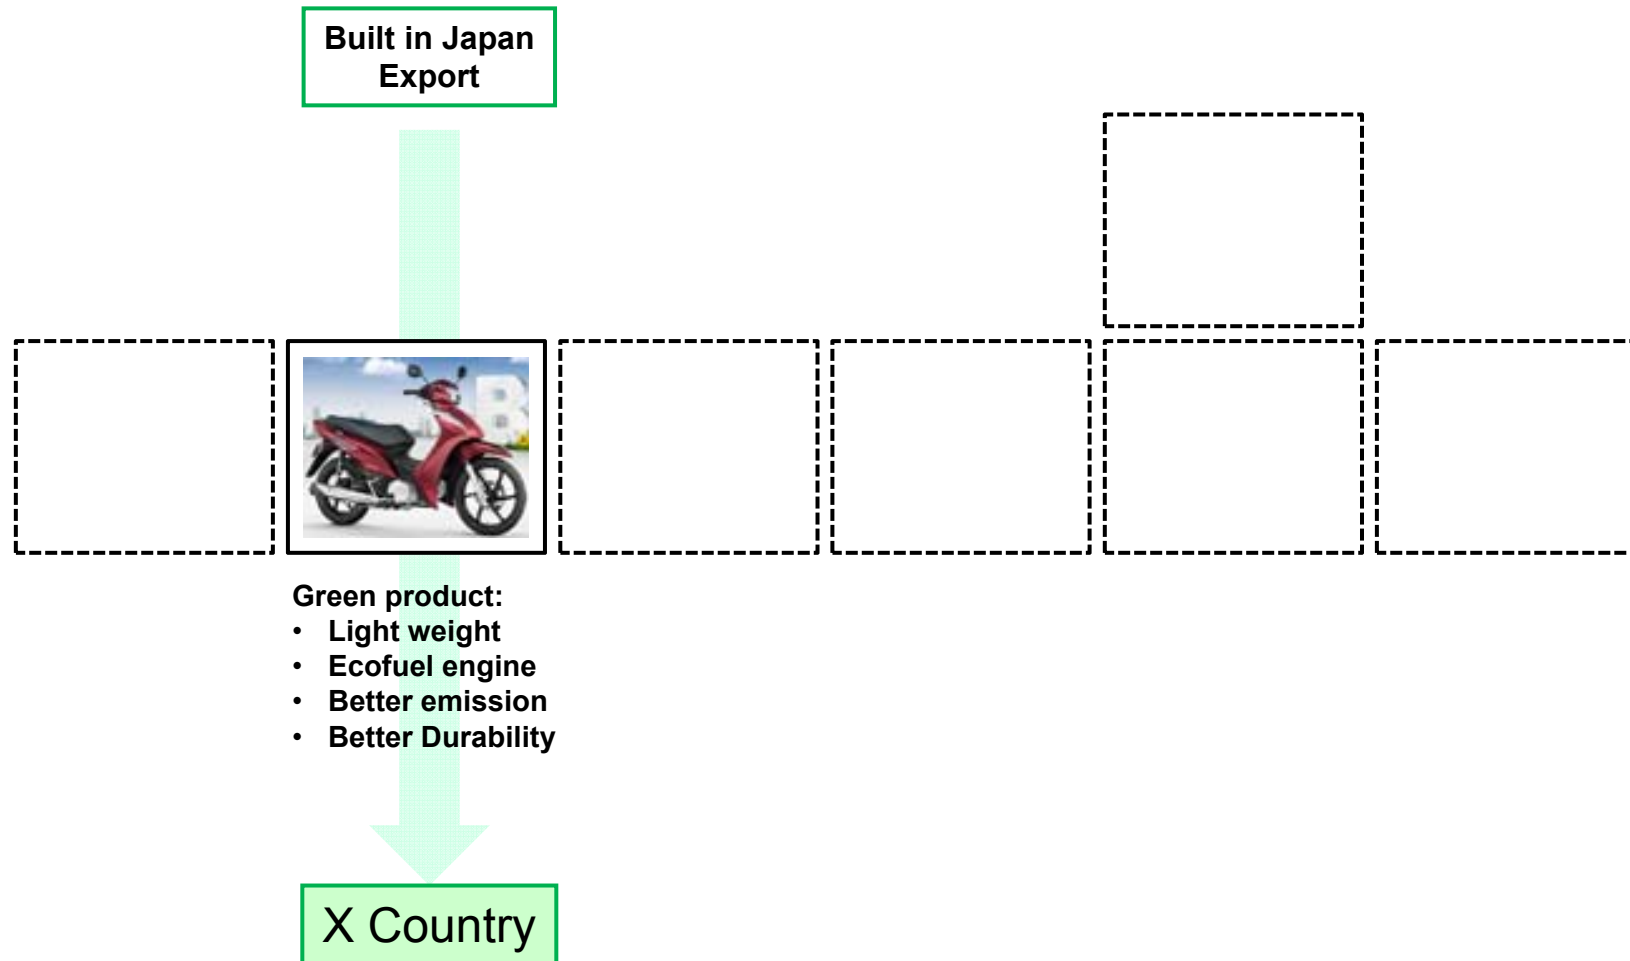 Built in Japan
Export
B
Green product:
• Light weight
• Ecofuel engine
• Better emission
• Better Durability
X Country